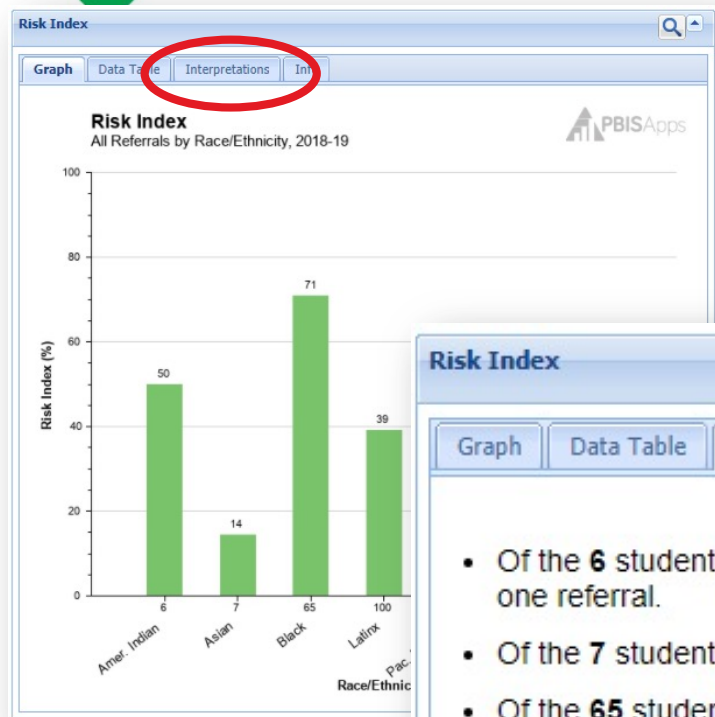 Risk Index
Graph Data Table Interpretations
Risk Index
All Referrals by Race/Ethnicity, 2018-19
PBISApps
100
80
60
40
20
0
Risk Index (%)
50
14
71
39
6
7
65
100
Amer. Indian
Asian
Black
Latinx
Pac.
Risk Index
Graph Data Table
• Of the 6 student
one referral.
• Of the 7 student
• Of the 65 studen